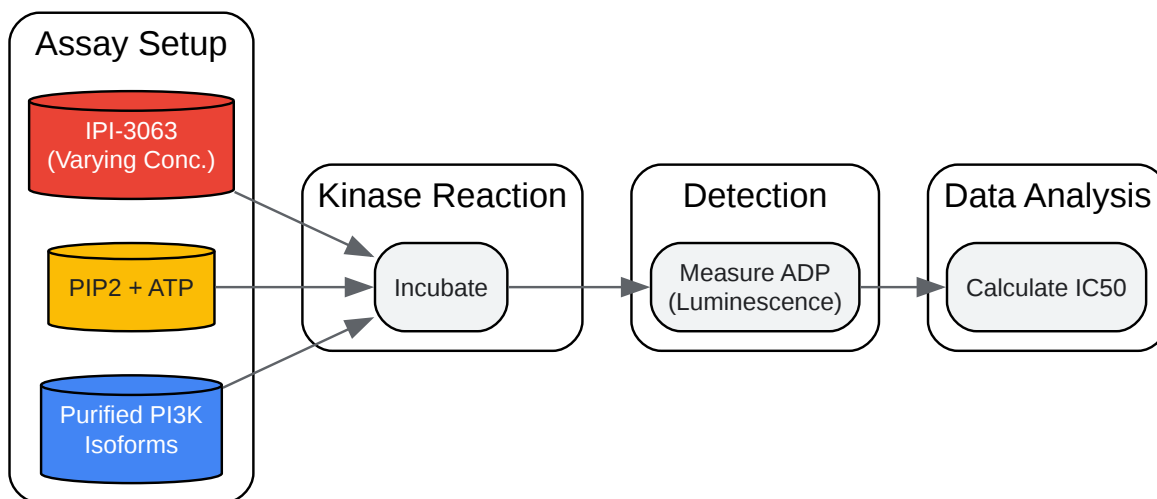 Assay Setup
IPI-3063
(Varying Conc.)
PIP2 + ATP
Purified PI3K
Isoforms
Kinase Reaction
Incubate
Detection
Measure ADP
(Luminescence)
Data Analysis
Calculate IC50